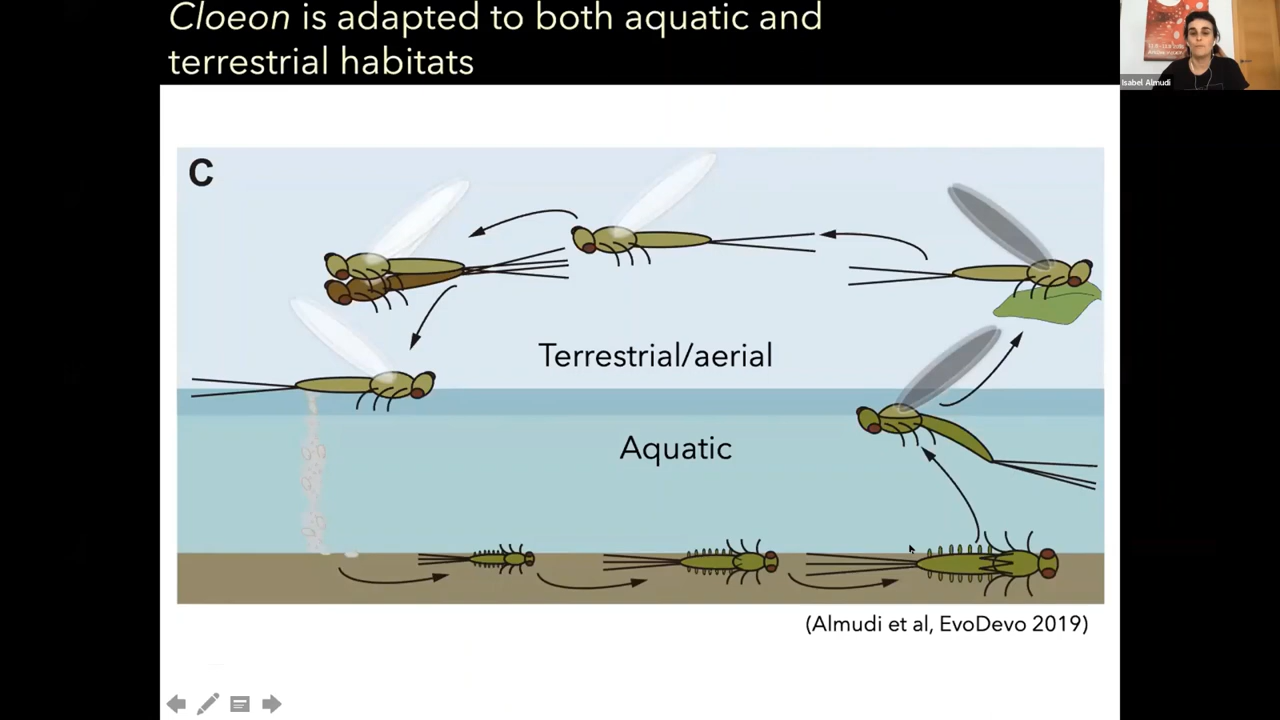 Cloeon is adapted to both aquatic and
terrestrial habitats
Isabel Almudi
C
Terrestrial/aerial
Aquatic
(Almudi et al, EvoDevo 2019)